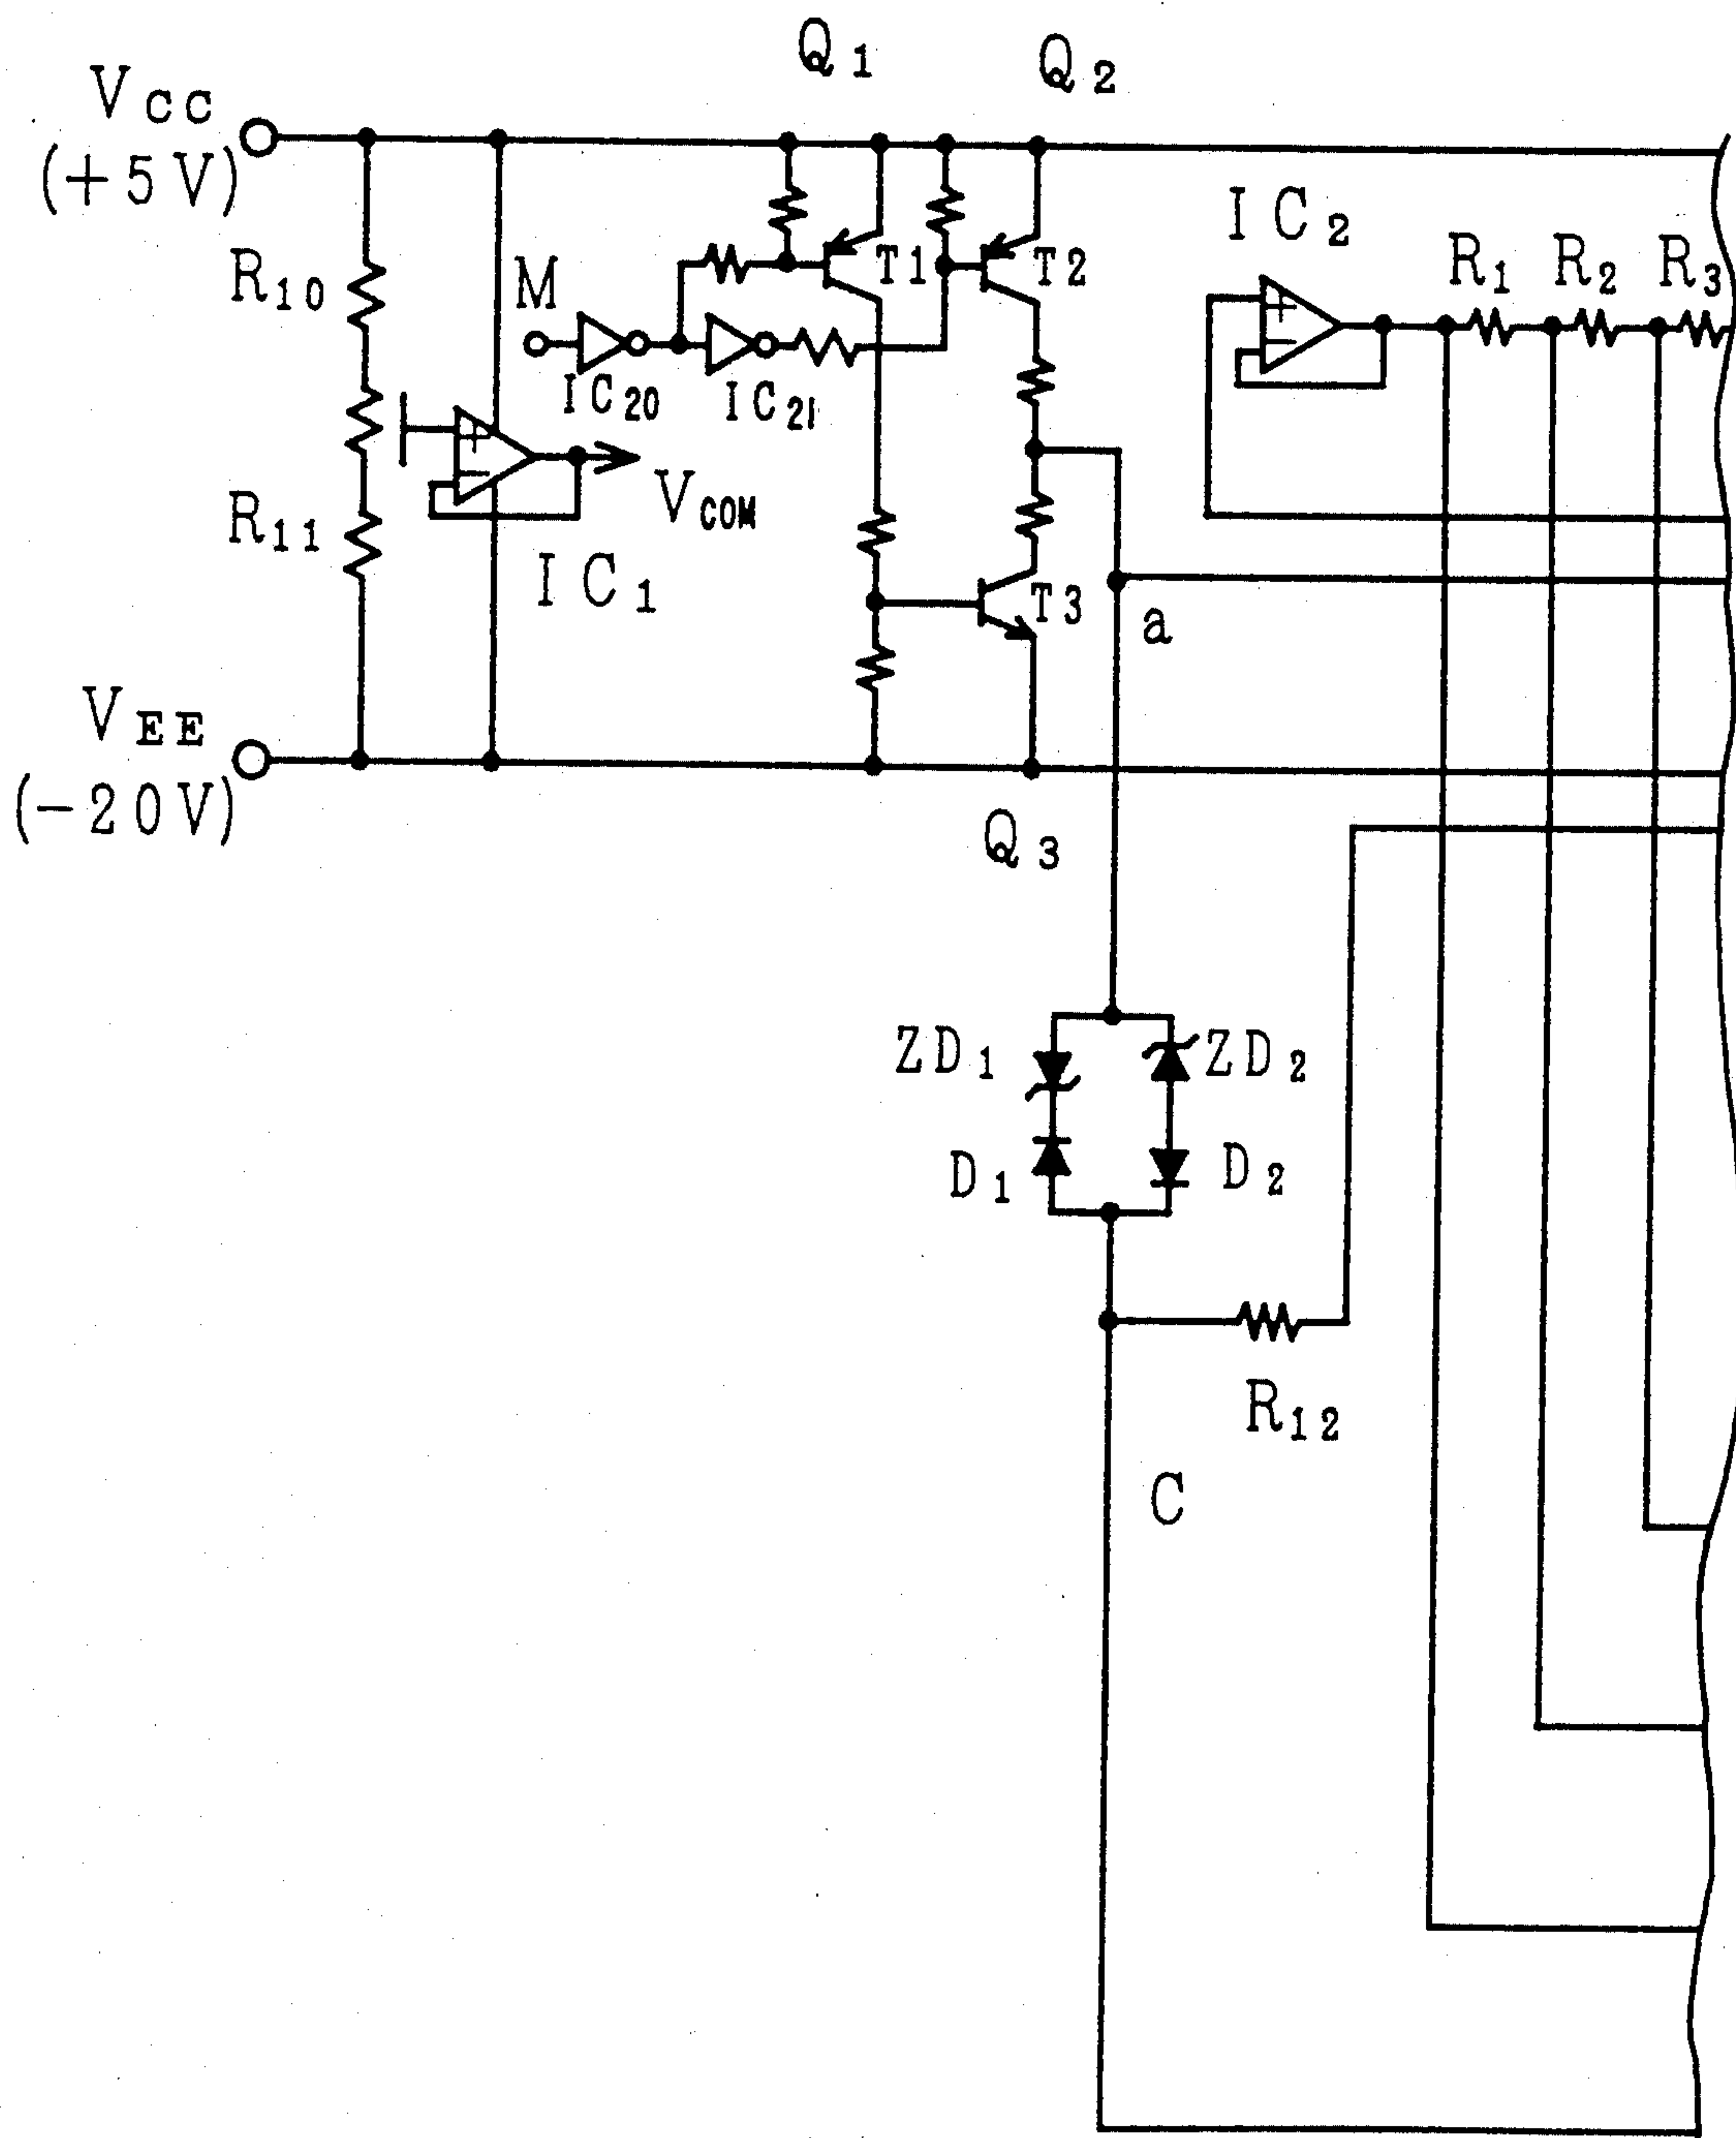 Q1
Q2
VCC
(+5V)
IC2
R1
R2
R3
T1
T2
R10
M
IC20
IC21
VCOM
R11
IC1
T3
a
VEE
(-20V)
Q3
ZD1
ZD2
D1
D2
R12
C